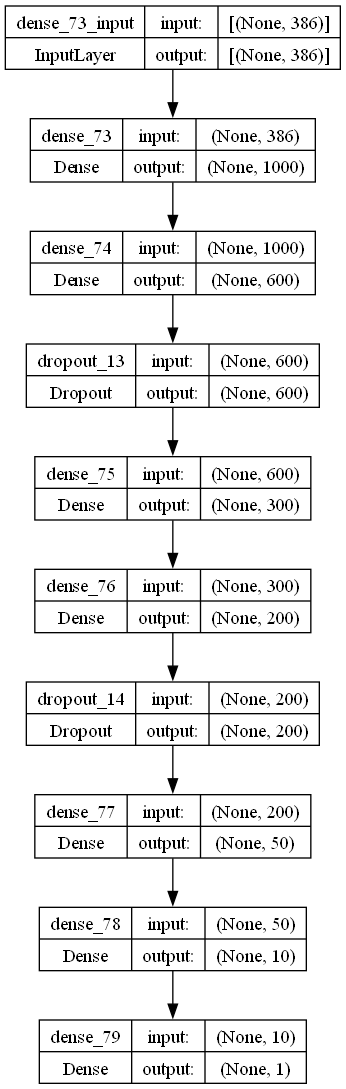 dense_73_input input: [(None, 386)]
InputLayer output: [(None, 386)]
dense_73 input: (None, 386)
Dense output: (None, 1000)
dense_74 input: (None, 1000)
Dense output: (None, 600)
dropout_13 input: (None, 600)
Dropout output: (None, 600)
dense_75 input: (None, 600)
Dense output: (None, 300)
dense_76 input: (None, 300)
Dense output: (None, 200)
dropout_14 input: (None, 200)
Dropout output: (None, 200)
dense_77 input: (None, 200)
Dense output: (None, 50)
dense_78 input: (None, 50)
Dense output: (None, 10)
dense_79 input: (None, 10)
Dense output: (None, 1)